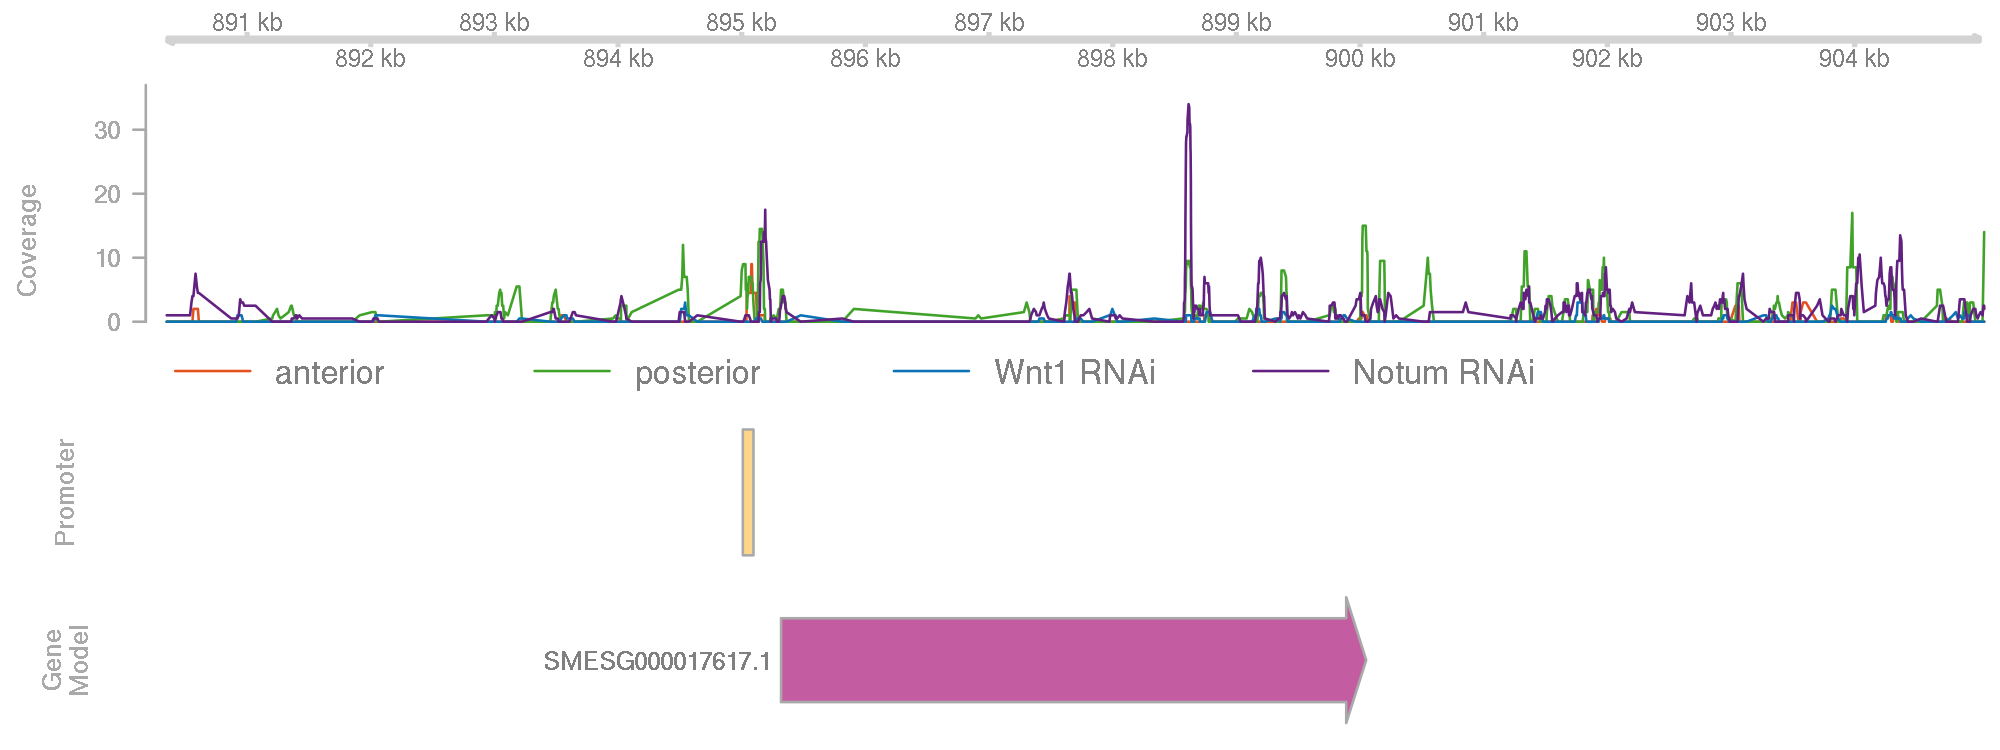 891 kb 893 kb 895 kb 897 kb 899 kb 901 kb 903 kb
892 kb 894 kb 896 kb 898 kb 900 kb 902 kb 904 kb
Coverage
30
20
10
0
anterior posterior Wnt1 RNAi Notum RNAi
Promoter
Gene
Model
SMESG000017617.1